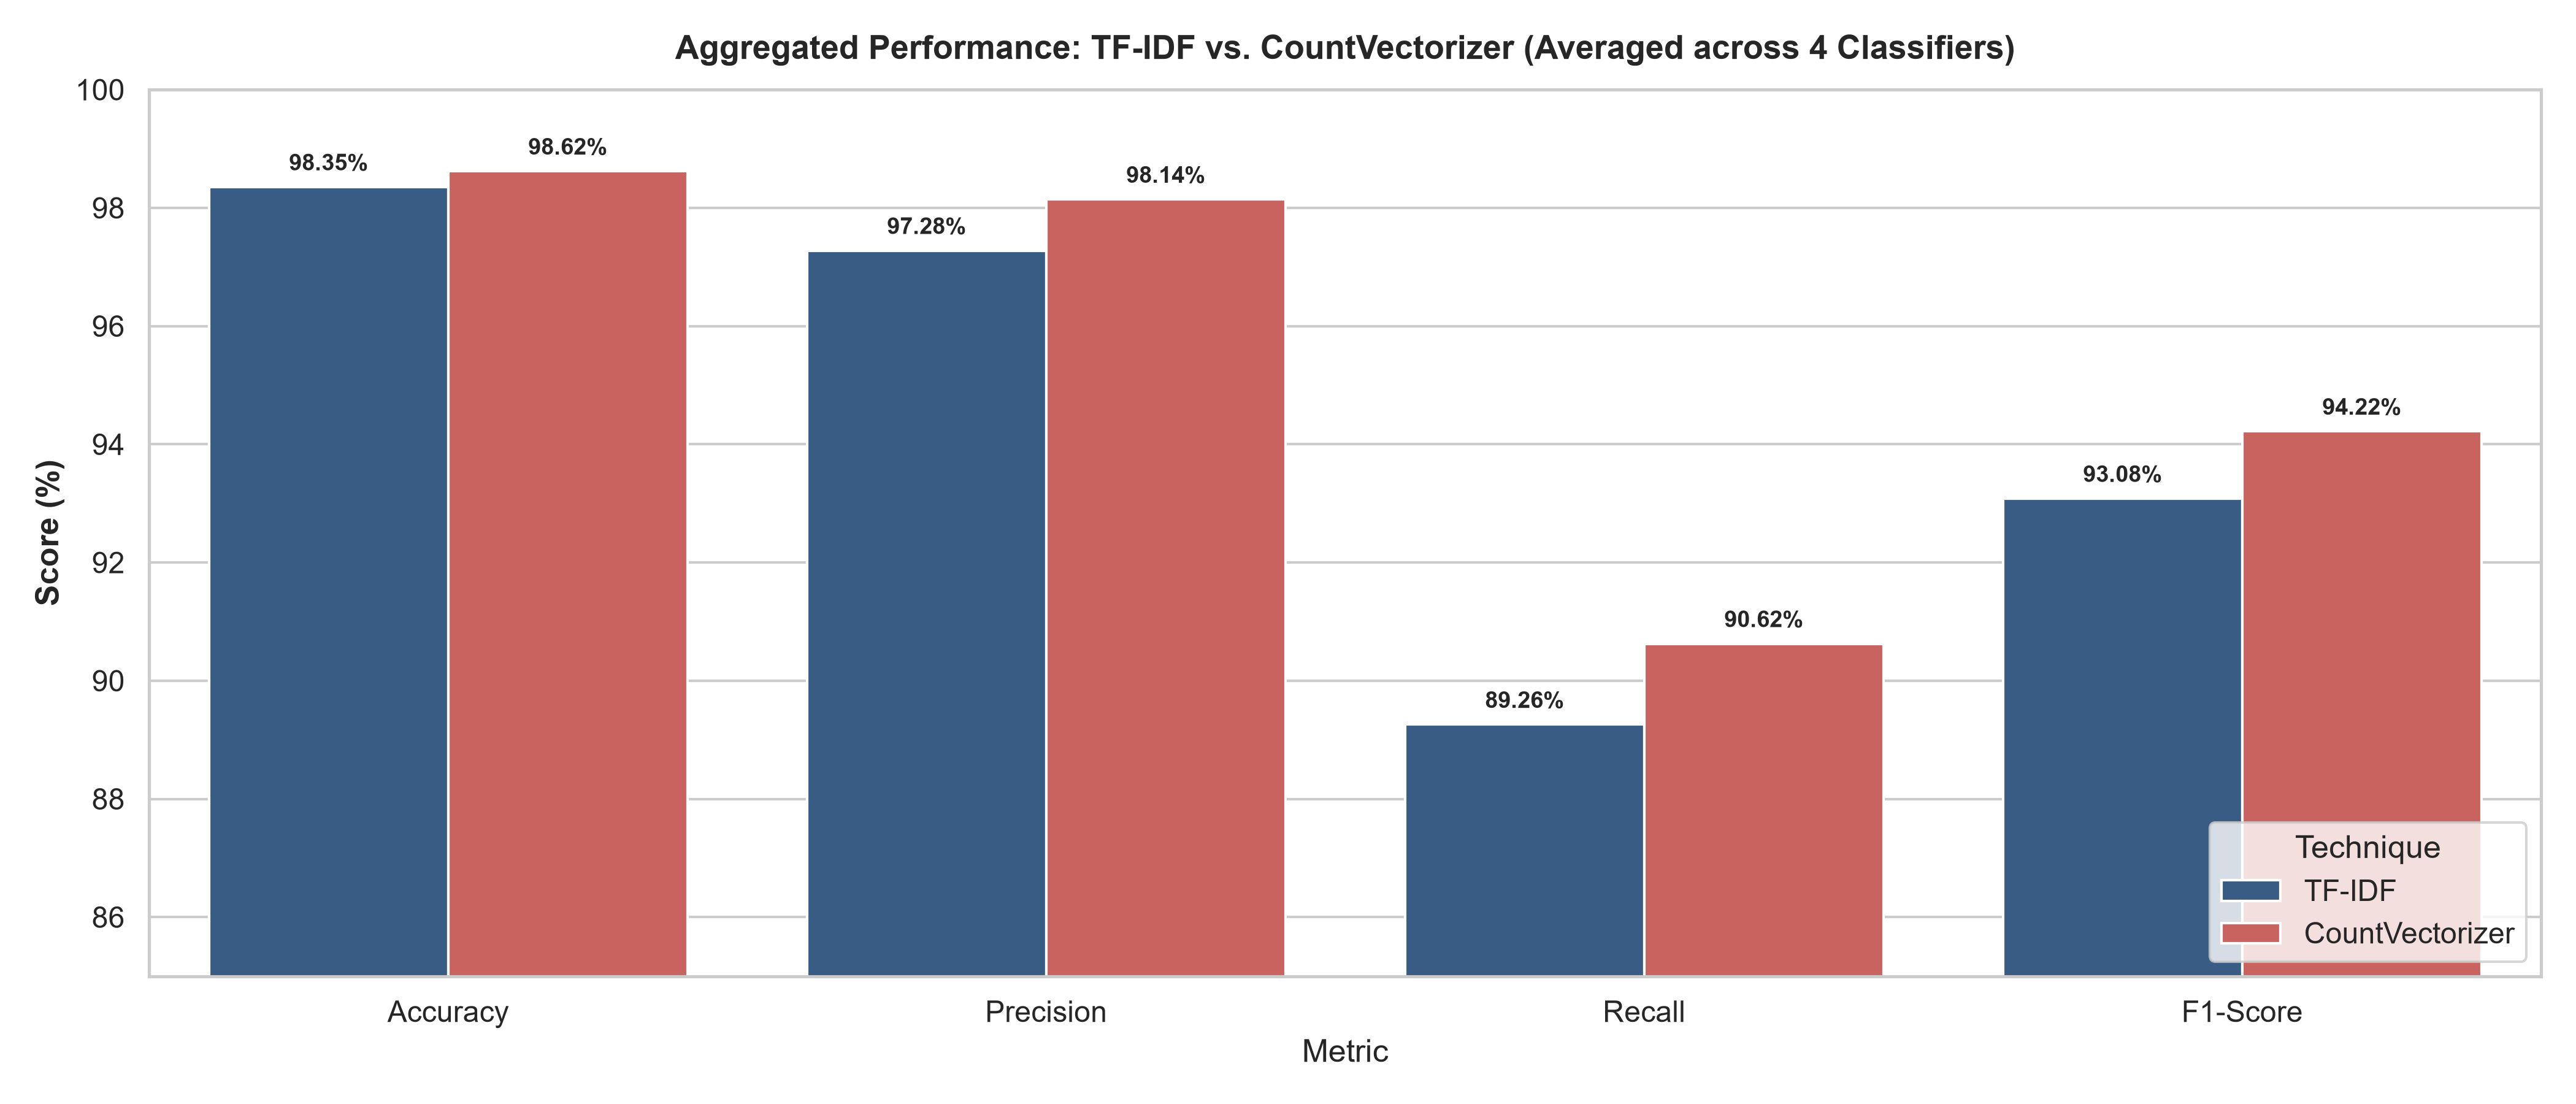 Aggregated Performance: TF-IDF vs. CountVectorizer (Averaged across 4 Classifiers)
100
98
96
94
92
90
88
86
Score (%)
98.35%
98.62%
97.28%
98.14%
89.26%
90.62%
93.08%
94.22%
Technique
TF-IDF
CountVectorizer
Accuracy
Precision
Recall
F1-Score
Metric